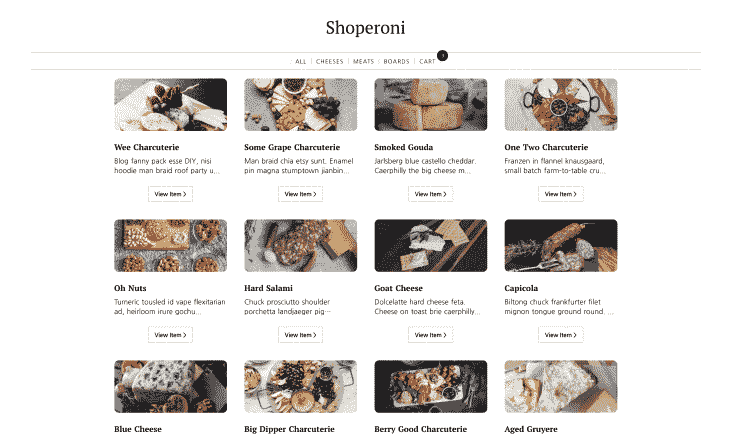 Shoperoni
ALL | CHEESES | MEATS | BOARDS | CART
Wee Charcuterie
Blog fanny pack esse DIY, nisi
hoodie man braid roof party u...
View Item >
Some Grape Charcuterie
Man braid chia etsy sunt. Enamel
pin magna stumptown jianbin...
View Item >
Smoked Gouda
Jarlsberg blue castello cheddar.
Caerphilly the big cheese m...
View Item >
One Two Charcuterie
Franzen in flannel knausgaard,
small batch farm-to-table cru...
View Item >
Oh Nuts
Tumeric tousled id vape flexitarian
ad, heirloom irure gochu...
View Item >
Hard Salami
Chuck prosciutto shoulder
porchetta landjaeger pig...
View Item >
Goat Cheese
Dolcelatte hard cheese feta.
Cheese on toast brie caerphilly...
View Item >
Capicola
Biltong chuck frankfurter filet
mignon tongue ground round. ...
View Item >
Blue Cheese
Big Dipper Charcuterie
Berry Good Charcuterie
Aged Gruyere